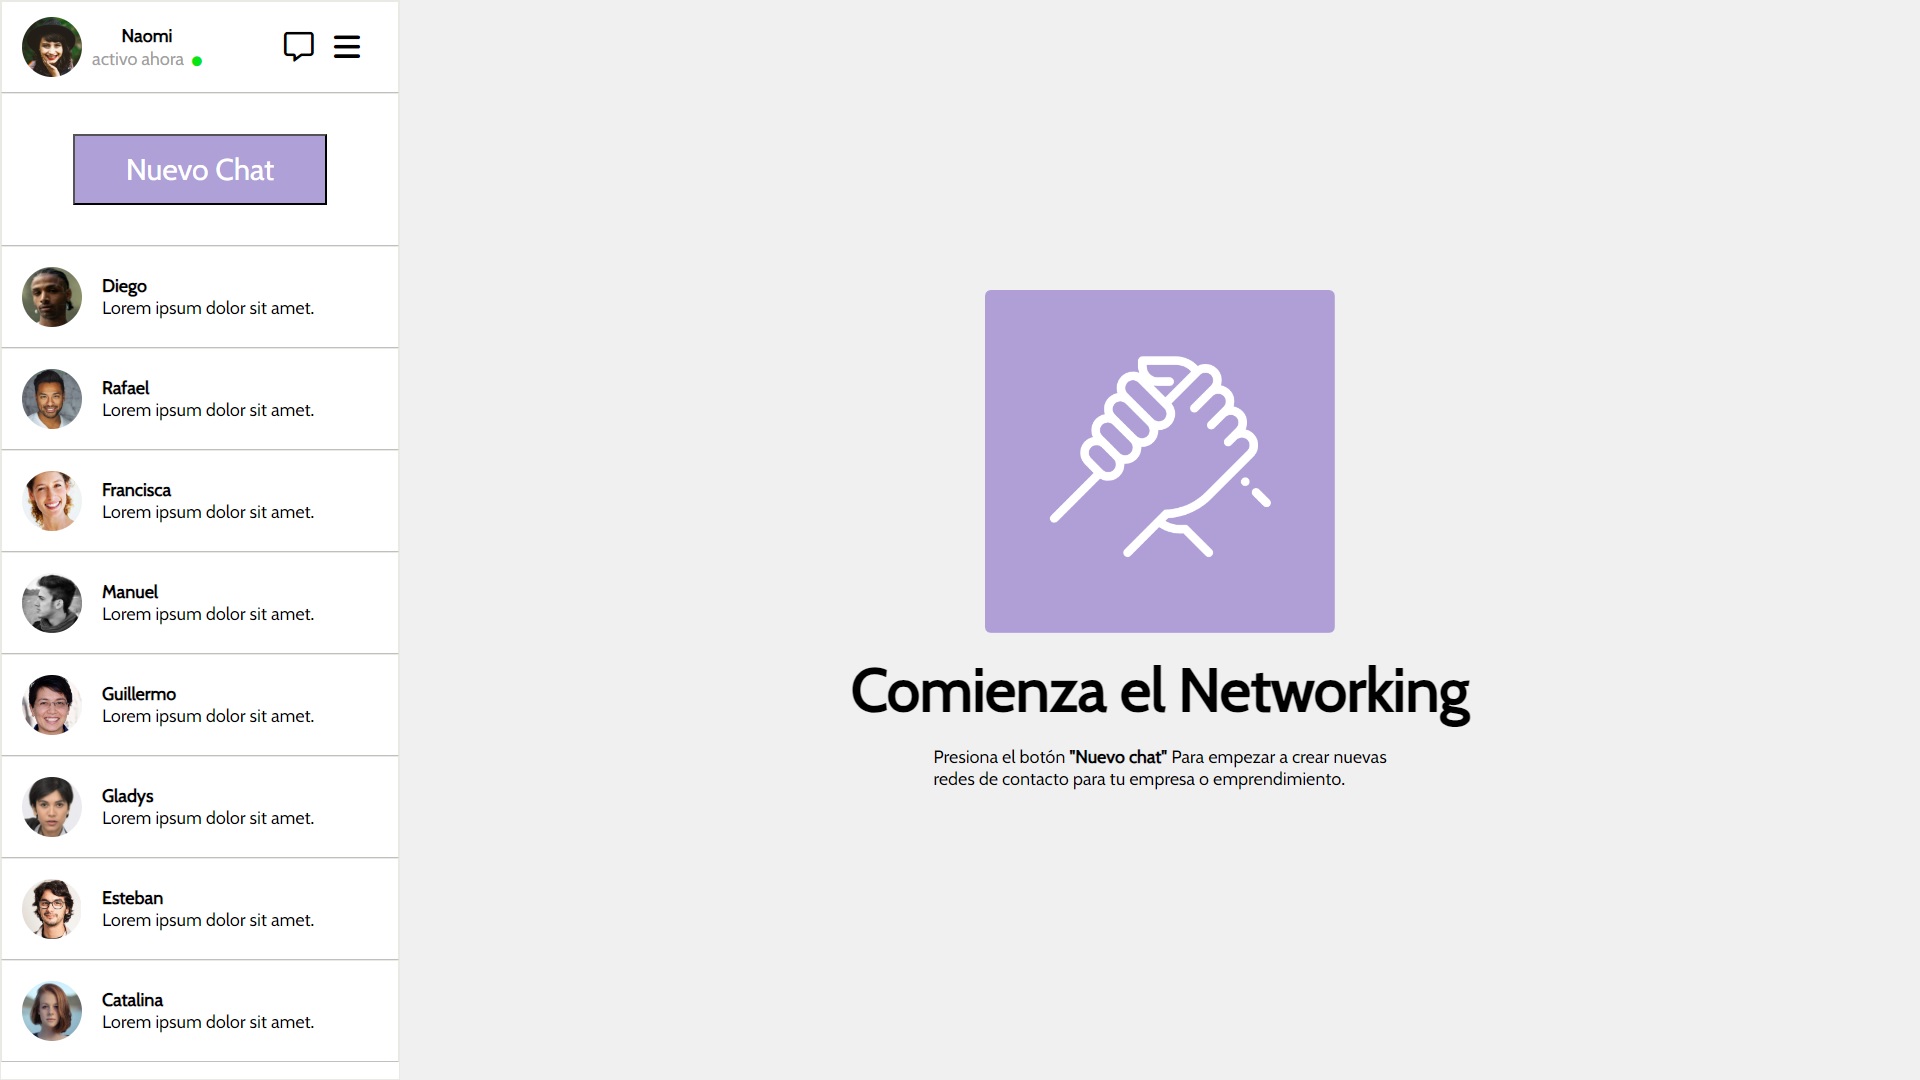 Naomi
activo ahora
Nuevo Chat
Diego
Lorem ipsum dolor sit amet.
Rafael
Lorem ipsum dolor sit amet.
Francisca
Lorem ipsum dolor sit amet.
Manuel
Lorem ipsum dolor sit amet.
Guillermo
Lorem ipsum dolor sit amet.
Gladys
Lorem ipsum dolor sit amet.
Esteban
Lorem ipsum dolor sit amet.
Catalina
Lorem ipsum dolor sit amet.
Comienza el Networking
Presiona el botón "Nuevo chat" Para empezar a crear nuevas
redes de contacto para tu empresa o emprendimiento.